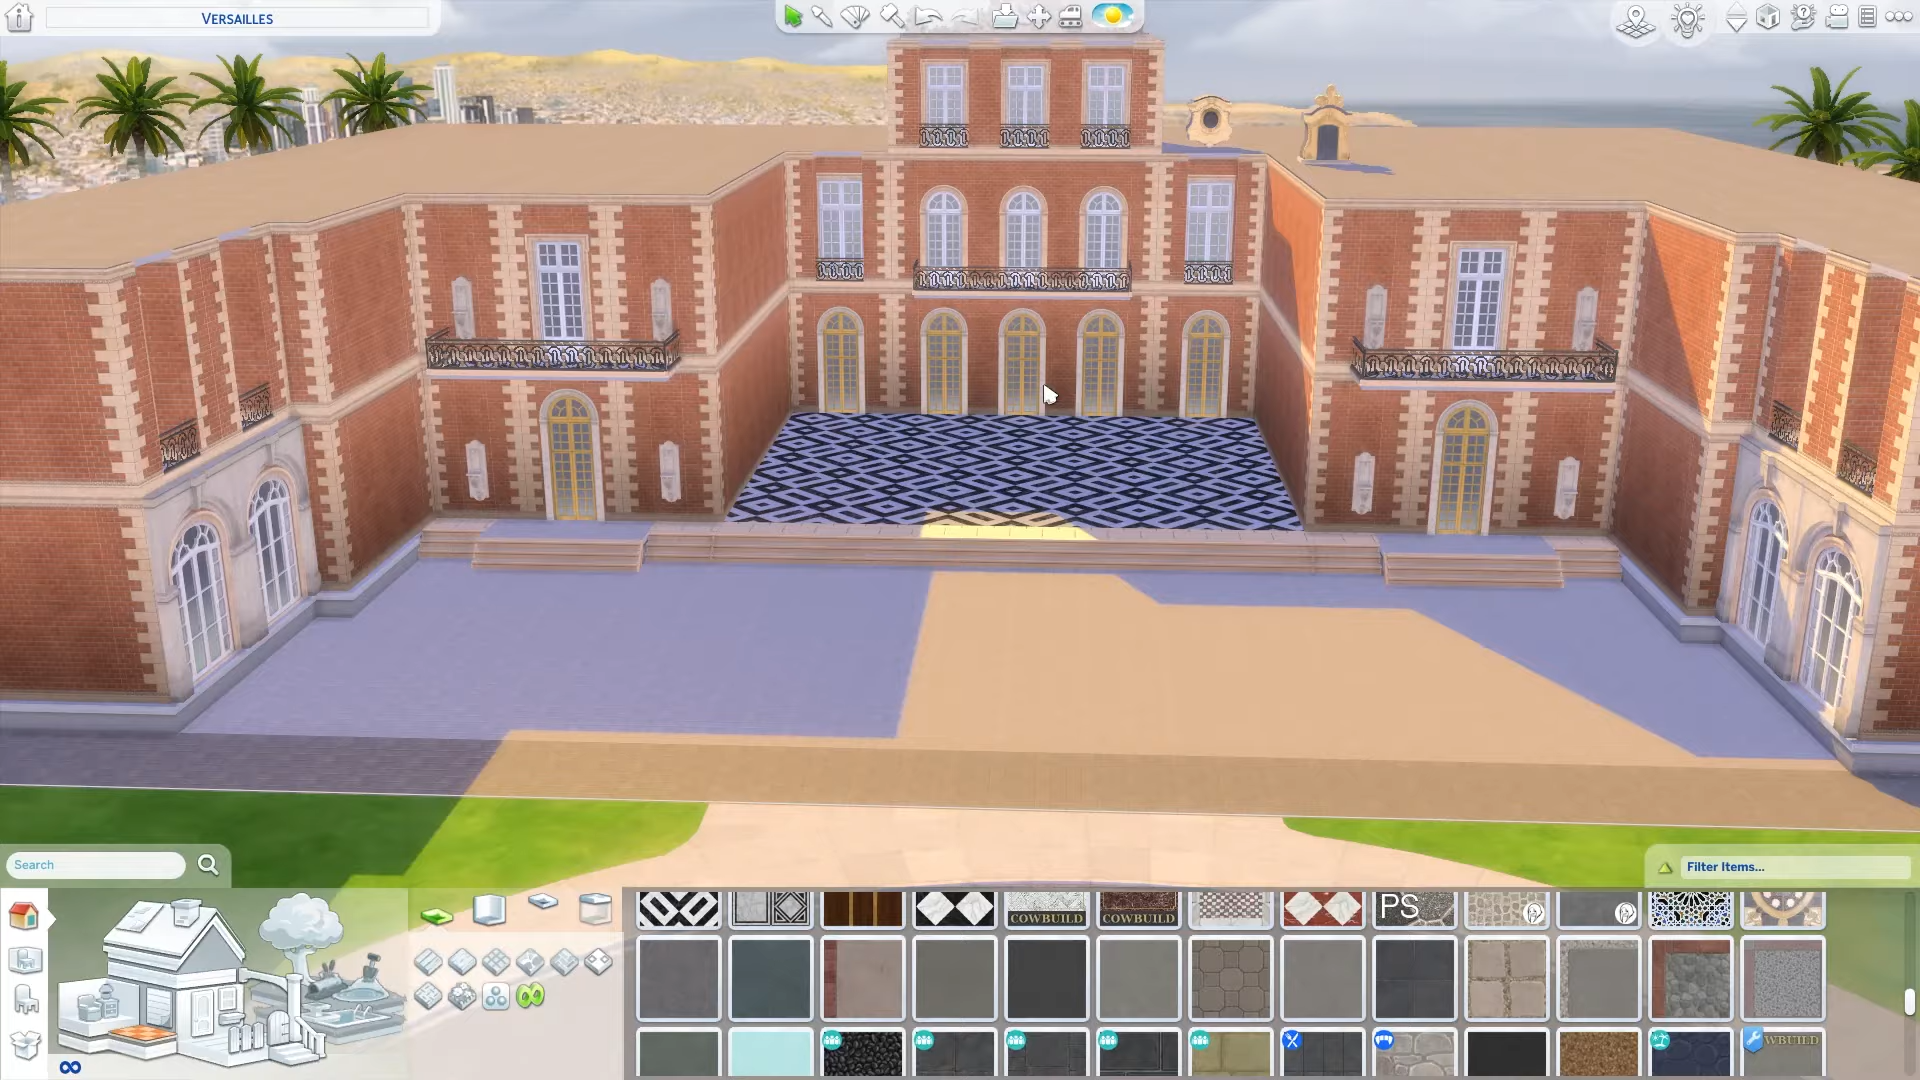 VERSAILLES
Search
Filter Items...
COWBUILD
COWBUILD
PS
WBUILD